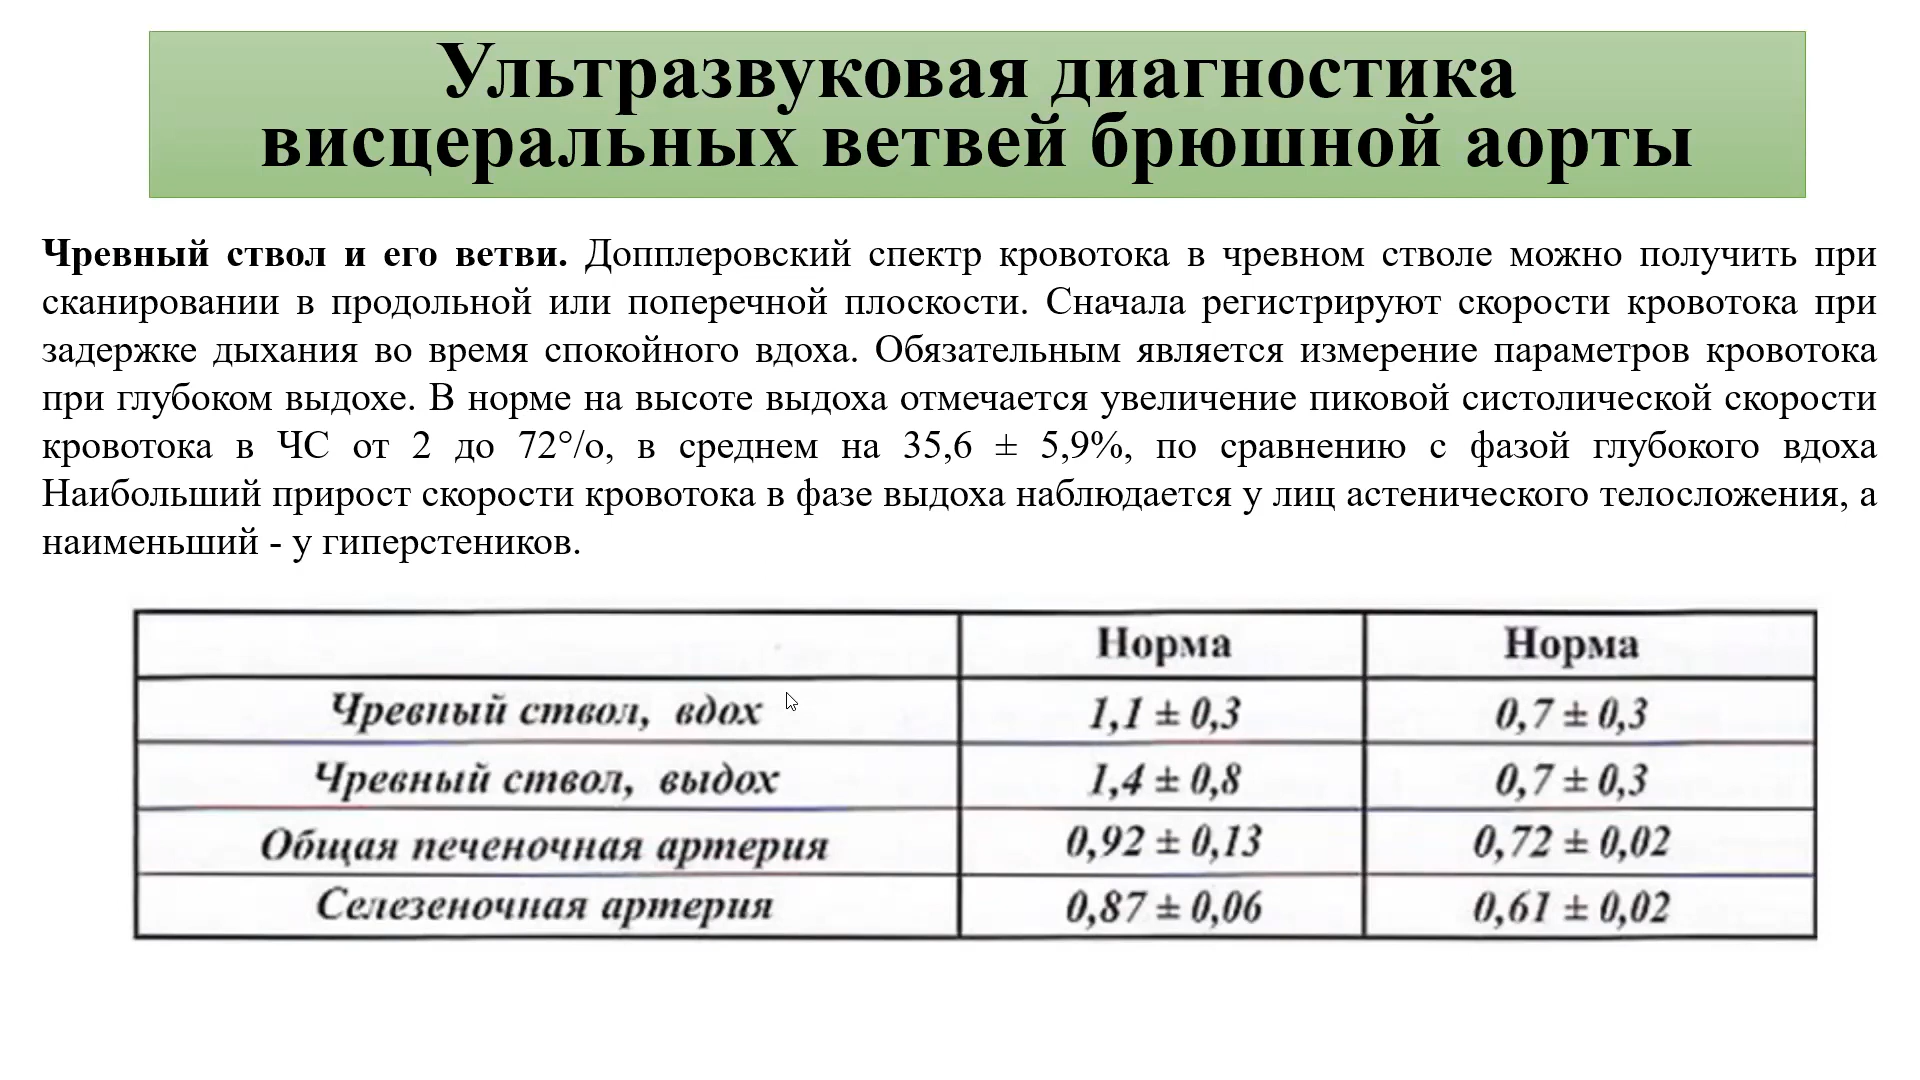 Ультразвуковая диагностика
висцеральных ветвей брюшной аорты
Чревный ствол и его ветви. Допплеровский спектр кровотока в чревном стволе можно получить при
сканировании в продольной или поперечной плоскости. Сначала регистрируют скорости кровотока при
задержке дыхания во время спокойного вдоха. Обязательным является измерение параметров кровотока
при глубоком выдохе. В норме на высоте выдоха отмечается увеличение пиковой систолической скорости
кровотока в ЧС от 2 до 72°/о, в среднем на 35,6 ± 5,9%, по сравнению с фазой глубокого вдоха
Наибольший прирост скорости кровотока в фазе выдоха наблюдается у лиц астенического телосложения, а
наименьший - у гиперстеников.
Норма Норма
Чревный ствол, вдох 1,1 ± 0,3 0,7 ± 0,3
Чревный ствол, выдох 1,4 ± 0,8 0,7 ± 0,3
Общая печеночная артерия 0,92 ± 0,13 0,72 ± 0,02
Селезеночная артерия 0,87 ± 0,06 0,61 ± 0,02